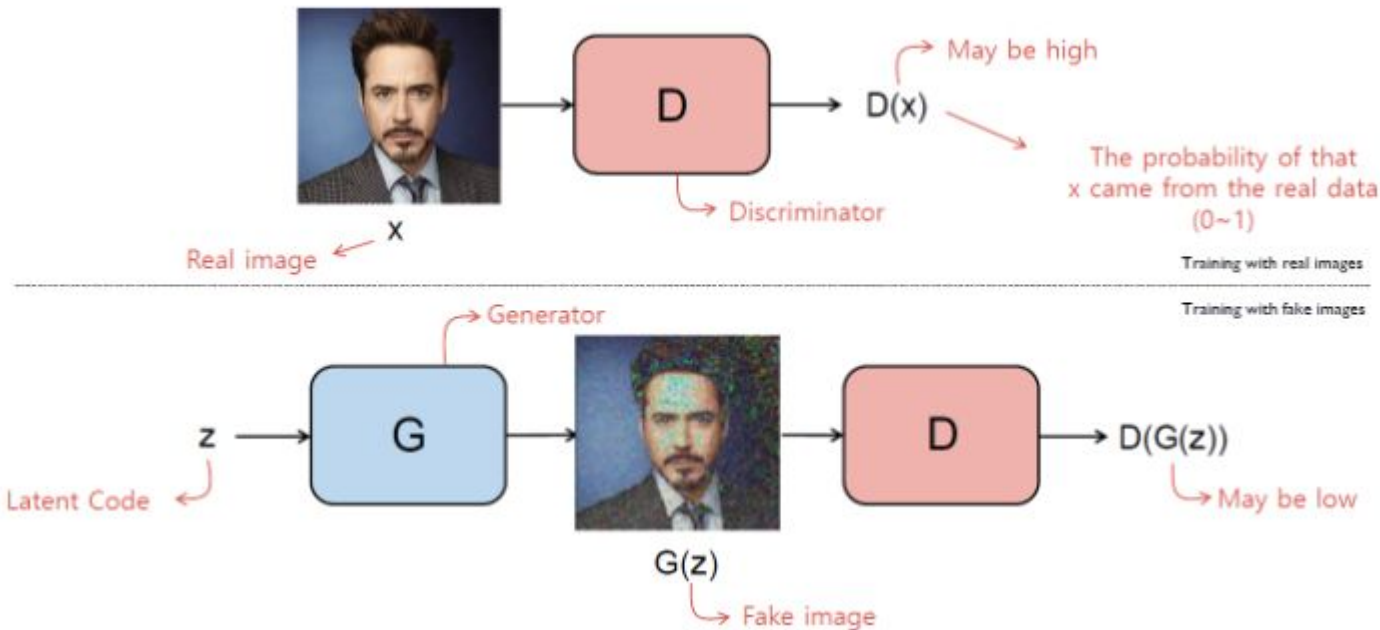 May be high
D
D(x)
The probability of that
x came from the real data
(0~1)
Discriminator
x
Real image
Training with real images
Training with fake images
Generator
z
G
D
D(G(z))
Latent Code
May be low
G(z)
Fake image